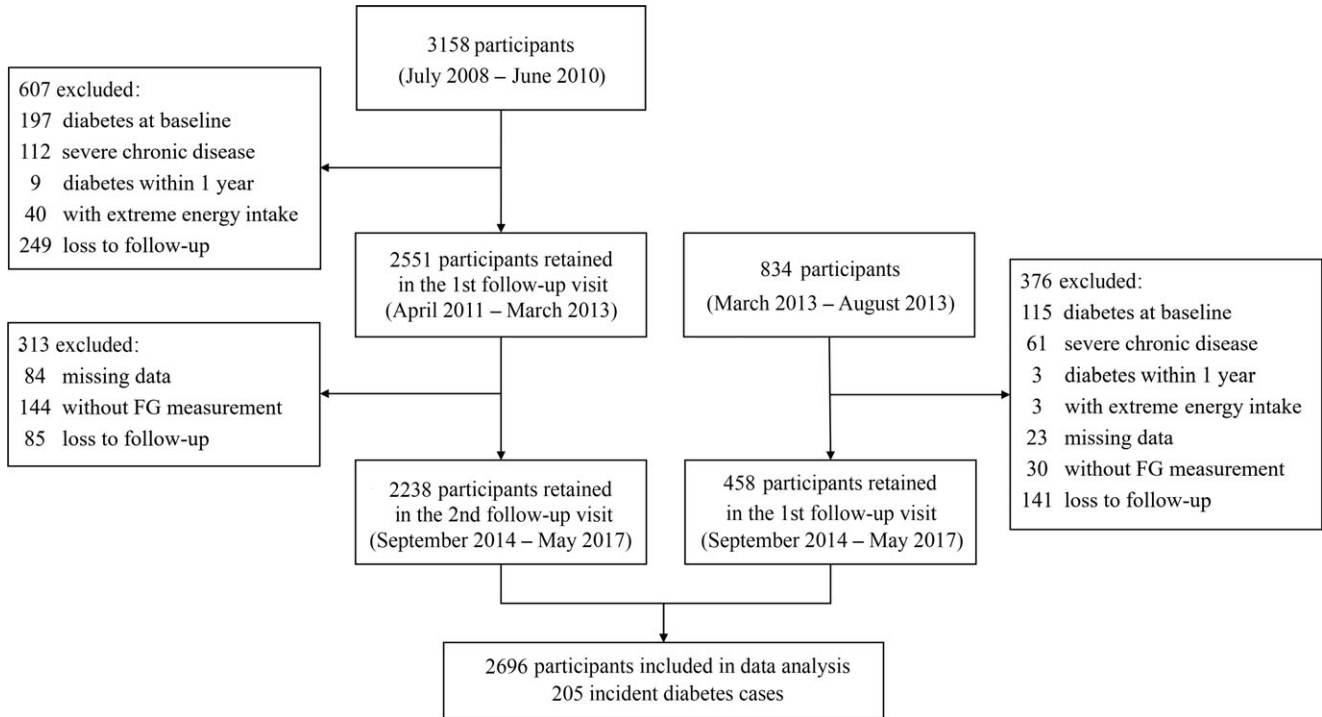 3158 participants
(July 2008 – June 2010)
607 excluded:
197 diabetes at baseline
112 severe chronic disease
9 diabetes within 1 year
40 with extreme energy intake
249 loss to follow-up
2551 participants retained
in the 1st follow-up visit
(April 2011 – March 2013)
834 participants
(March 2013 – August 2013)
376 excluded:
115 diabetes at baseline
61 severe chronic disease
3 diabetes within 1 year
3 with extreme energy intake
23 missing data
30 without FG measurement
141 loss to follow-up
313 excluded:
84 missing data
144 without FG measurement
85 loss to follow-up
2238 participants retained
in the 2nd follow-up visit
(September 2014 – May 2017)
458 participants retained
in the 1st follow-up visit
(September 2014 – May 2017)
2696 participants included in data analysis
205 incident diabetes cases